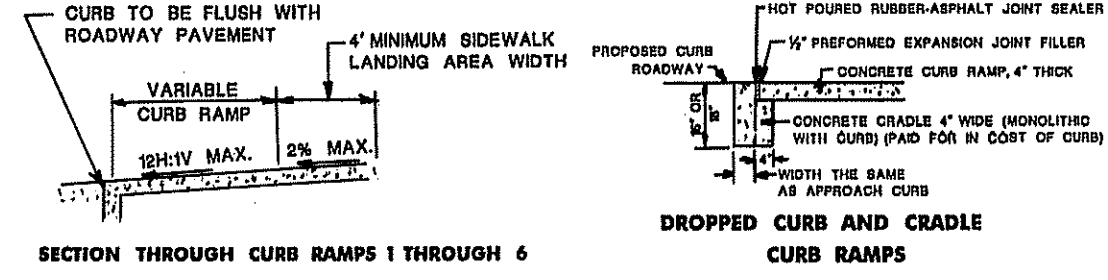 CURB TO BE FLUSH WITH
ROADWAY PAVEMENT
4' MINIMUM SIDEWALK
LANDING AREA WIDTH
VARIABLE
CURB RAMP
12H:1V MAX.
2% MAX.
SECTION THROUGH CURB RAMPS 1 THROUGH 6
HOT POURED RUBBER-ASPHALT JOINT SEALER
½" PREFORMED EXPANSION JOINT FILLER
PROPOSED CURB
ROADWAY
CONCRETE CURB RAMP, 4" THICK
16" OR
18"
CONCRETE CRADLE 4" WIDE (MONOLITHIC
WITH CURB) (PAID FOR IN COST OF CURB)
4"
WIDTH THE SAME
AS APPROACH CURB
DROPPED CURB AND CRADLE
CURB RAMPS